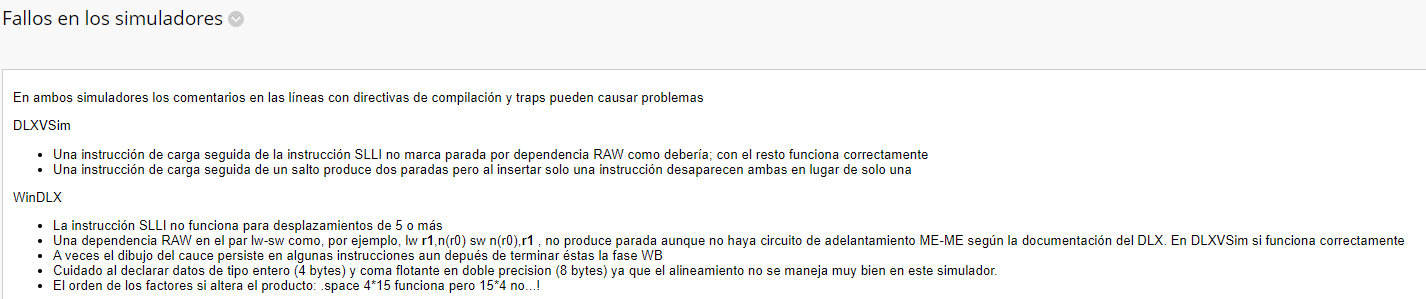 Fallos en los simuladores
En ambos simuladores los comentarios en las líneas con directivas de compilación y traps pueden causar problemas
DLXVSim
• Una instrucción de carga seguida de la instrucción SLLI no marca parada por dependencia RAW como debería; con el resto funciona correctamente
• Una instrucción de carga seguida de un salto produce dos paradas pero al insertar solo una instrucción desaparecen ambas en lugar de solo una
WinDLX
• La instrucción SLLI no funciona para desplazamientos de 5 o más
• Una dependencia RAW en el par lw-sw como, por ejemplo, lw r1,n(r0) sw n(r0),r1 , no produce parada aunque no haya circuito de adelantamiento ME-ME según la documentación del DLX. En DLXVSim si funciona correctamente
• A veces el dibujo del cauce persiste en algunas instrucciones aun depués de terminar éstas la fase WB
• Cuidado al declarar datos de tipo entero (4 bytes) y coma flotante en doble precision (8 bytes) ya que el alineamiento no se maneja muy bien en este simulador.
• El orden de los factores si altera el producto: .space 4*15 funciona pero 15*4 no...!